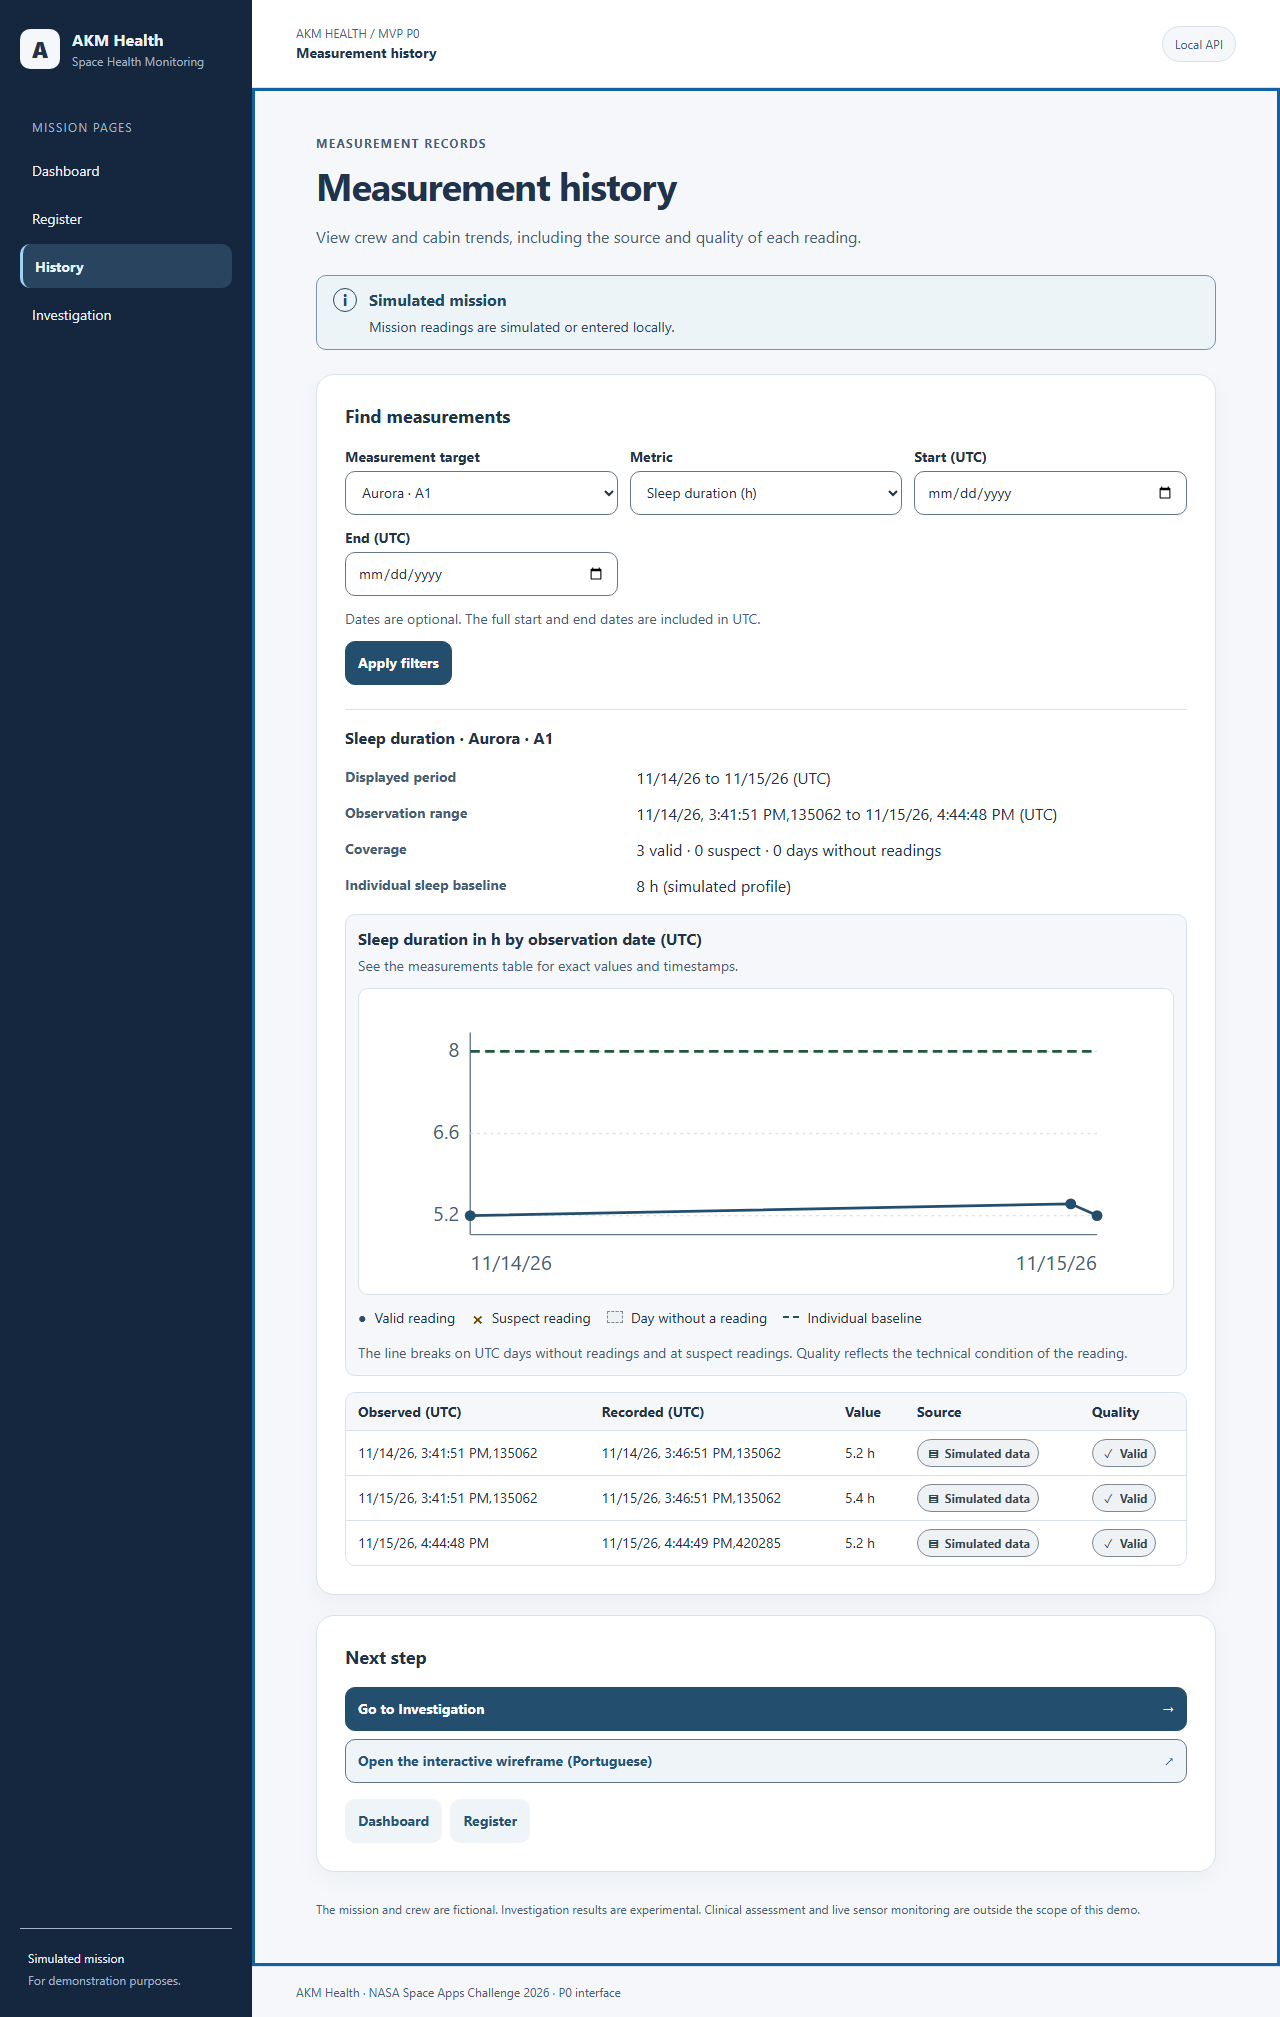 A
AKM Health
Space Health Monitoring
MISSION PAGES
Dashboard
Register
History
Investigation
Simulated mission
For demonstration purposes.
AKM HEALTH / MVP P0
Measurement history
Local API
MEASUREMENT RECORDS
Measurement history
View crew and cabin trends, including the source and quality of each reading.
i
Simulated mission
Mission readings are simulated or entered locally.
Find measurements
Measurement target
Aurora · A1
Metric
Sleep duration (h)
Start (UTC)
mm/dd/yyyy
End (UTC)
mm/dd/yyyy
Dates are optional. The full start and end dates are included in UTC.
Apply filters
Sleep duration · Aurora · A1
Displayed period 11/14/26 to 11/15/26 (UTC)
Observation range 11/14/26, 3:41:51 PM,135062 to 11/15/26, 4:44:48 PM (UTC)
Coverage 3 valid · 0 suspect · 0 days without readings
Individual sleep baseline 8 h (simulated profile)
Sleep duration in h by observation date (UTC)
See the measurements table for exact values and timestamps.
8
6.6
5.2
11/14/26 11/15/26
● Valid reading × Suspect reading Day without a reading Individual baseline
The line breaks on UTC days without readings and at suspect readings. Quality reflects the technical condition of the reading.
Observed (UTC) Recorded (UTC) Value Source Quality
11/14/26, 3:41:51 PM,135062 11/14/26, 3:46:51 PM,135062 5.2 h Simulated data ✓ Valid
11/15/26, 3:41:51 PM,135062 11/15/26, 3:46:51 PM,135062 5.4 h Simulated data ✓ Valid
11/15/26, 4:44:48 PM 11/15/26, 4:44:49 PM,420285 5.2 h Simulated data ✓ Valid
Next step
Go to Investigation →
Open the interactive wireframe (Portuguese) ↗
Dashboard Register
The mission and crew are fictional. Investigation results are experimental. Clinical assessment and live sensor monitoring are outside the scope of this demo.
AKM Health · NASA Space Apps Challenge 2026 · P0 interface